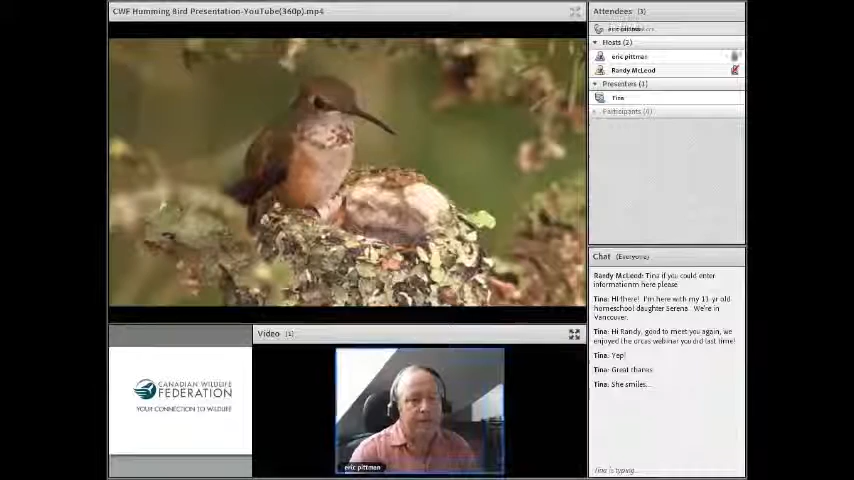 CWF Humming Bird Presentation-YouTube(360p).mp4
Attendees (3)
eric pittman
Hosts (2)
eric pittman
Randy McLeod
Presenters (1)
Tina
Participants (0)
Chat (Everyone)
Randy McLeod: Tina if you could enter
informationm here please
Tina: Hi there! I'm here with my 11-yr old
homeschool daughter Serena. We're in
Vancouver.
Tina: Hi Randy, good to meet you again, we
enjoyed the orcas webinar you did last time!
Tina: Yep!
Tina: Great thanks
Tina: She smiles...
Tina is typing...
Video (1)
CANADIAN WILDLIFE
FEDERATION
YOUR CONNECTION TO WILDLIFE
eric pittman